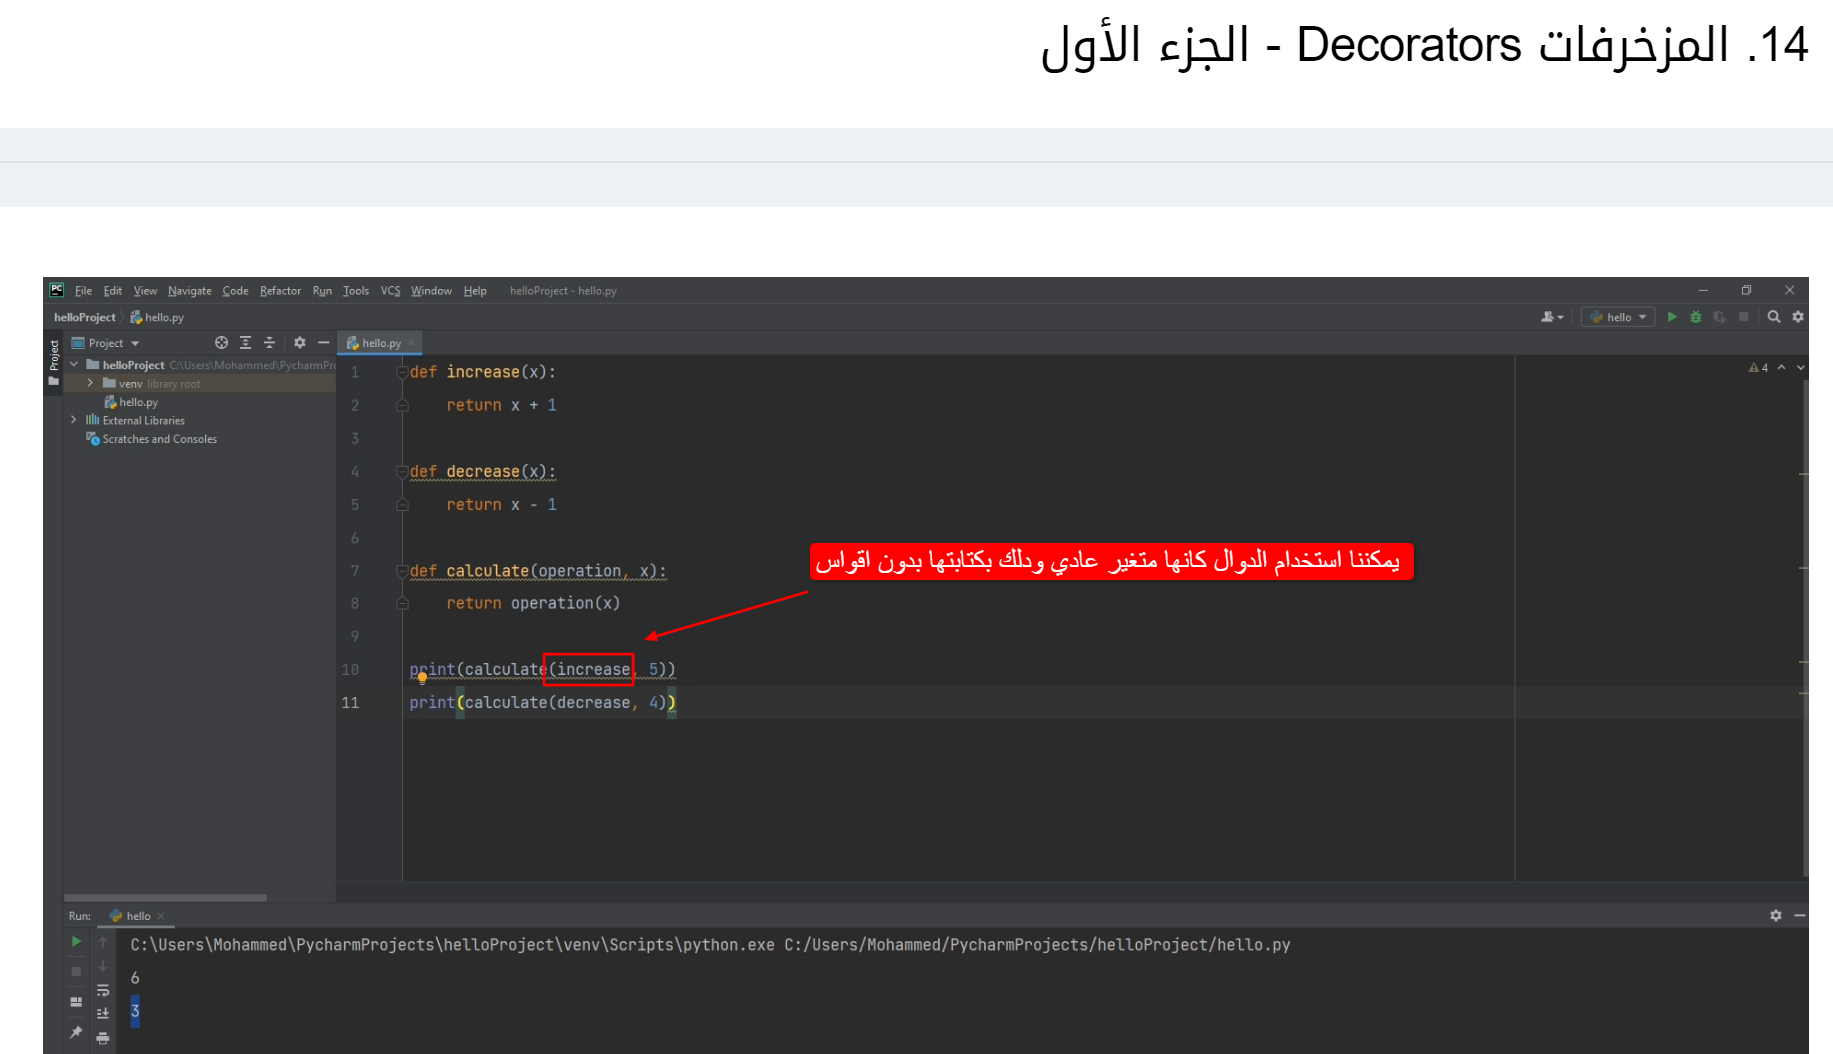 14. المزخرفات Decorators - الجزء الأول
File Edit View Navigate Code Refactor Run Tools VCS Window Help helloProject - hello.py
helloProject hello.py
hello
Project
Project
hello.py
helloProject C:\Users\Mohammed\PycharmPr
venv library root
hello.py
External Libraries
Scratches and Consoles
4
1 def increase(x):
2 return x + 1
3
4 def decrease(x):
5 return x - 1
6
7 def calculate(operation, x):
8 return operation(x)
9
10 print(calculate(increase, 5))
11 print(calculate(decrease, 4))
يمكننا استخدام الدوال كانها متغير عادي ودلك بكتابتها بدون اقواس
Run: hello
C:\Users\Mohammed\PycharmProjects\helloProject\venv\Scripts\python.exe C:/Users/Mohammed/PycharmProjects/helloProject/hello.py
6
3